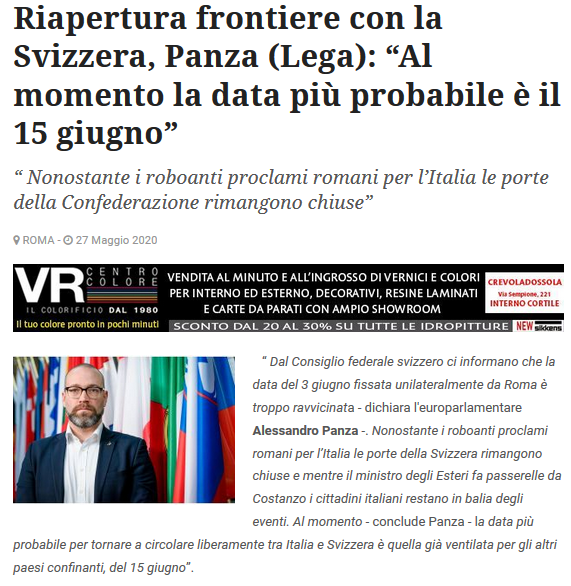 Riapertura frontiere con la
Svizzera, Panza (Lega): “Al
momento la data più probabile è il
15 giugno”
“ Nonostante i roboanti proclami romani per l’Italia le porte
della Confederazione rimangono chiuse”
ROMA - 27 Maggio 2020
VR CENTRO
COLORE
IL COLORIFICIO DAL 1980
Il tuo colore pronto in pochi minuti
VENDITA AL MINUTO E ALL'INGROSSO DI VERNICI E COLORI
PER INTERNO ED ESTERNO, DECORATIVI, RESINE LAMINATI
E CARTE DA PARATI CON AMPIO SHOWROOM
SCONTO DAL 20 AL 30% SU TUTTE LE IDROPITTURE
CREVOLADOSSOLA
Via Sempione, 221
INTERNO CORTILE
NEW sikkens
“ Dal Consiglio federale svizzero ci informano che la
data del 3 giugno fissata unilateralmente da Roma è
troppo ravvicinata - dichiara l'europarlamentare
Alessandro Panza -. Nonostante i roboanti proclami
romani per l’Italia le porte della Svizzera rimangono
chiuse e mentre il ministro degli Esteri fa passerelle da
Costanzo i cittadini italiani restano in balia degli
eventi. Al momento - conclude Panza - la data più
probabile per tornare a circolare liberamente tra Italia e Svizzera è quella già ventilata per gli altri
paesi confinanti, del 15 giugno”.